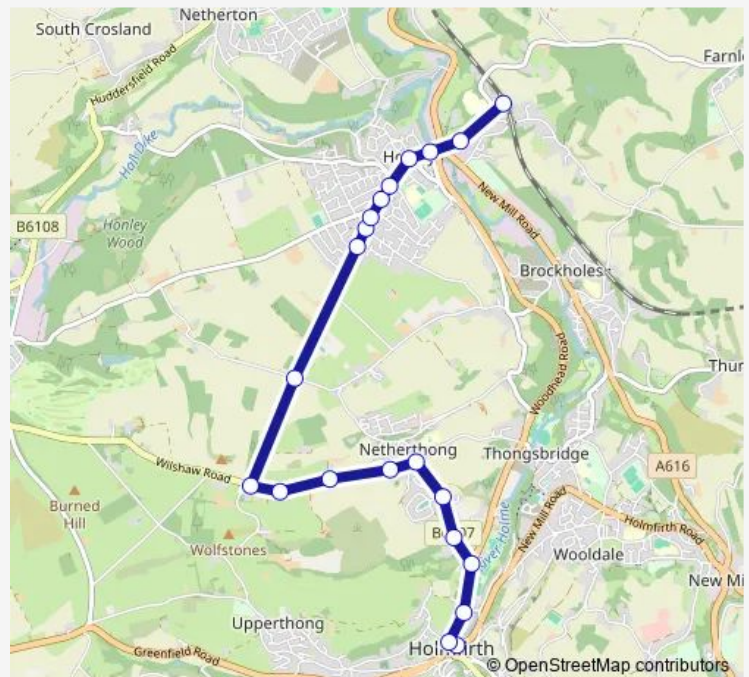 Netherton
South Crosland
Farnl
Huddersfield Road
Hall Dike
Ho
New Mill Road
B6108
Honley
Wood
Brockholes
Woodhead Road
Thur
Netherthong
Thongsbridge
Wilshaw Road
A616
Burned
Hill
New Mill Road
Holmfirth Road
River Holme
Wolfstones
Wooldale
New Mi
Upperthong
Greenfield Road
© OpenStreetMap contributors